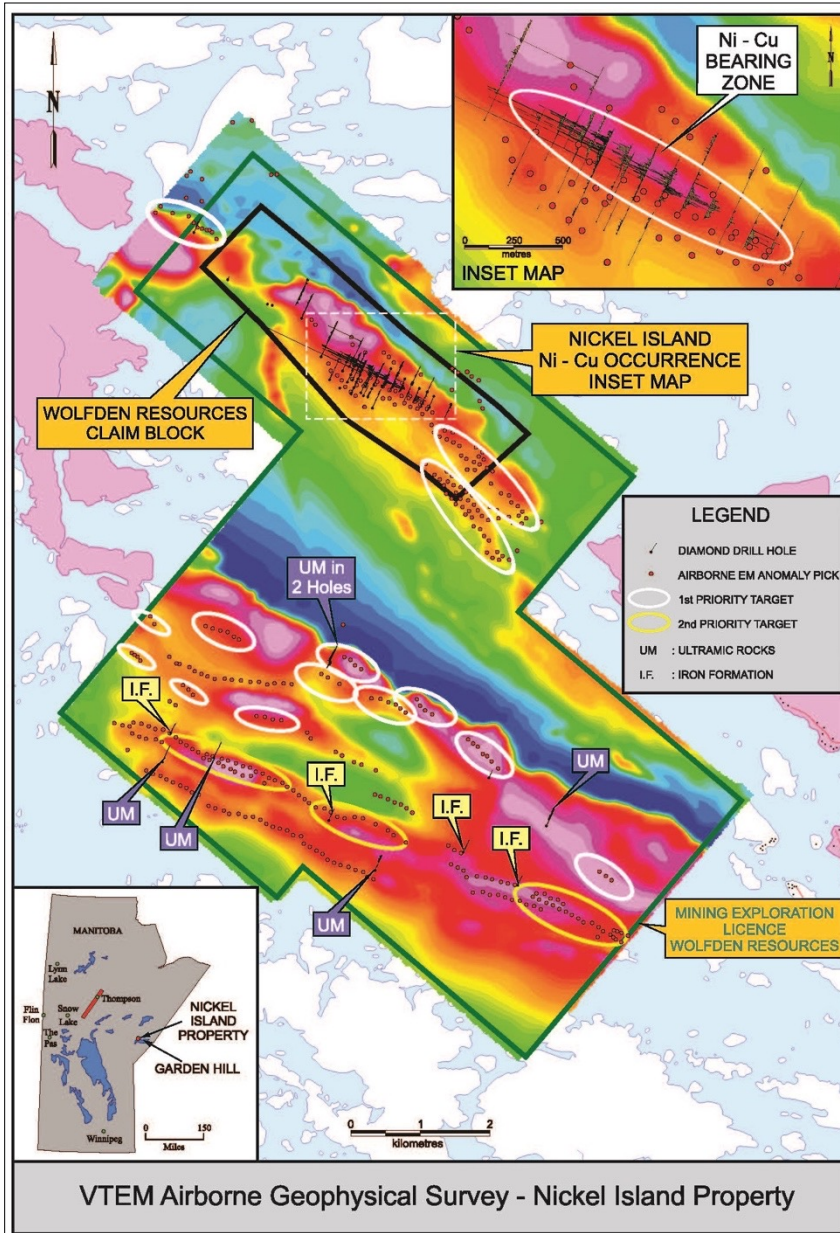 N
Ni - Cu
BEARING
ZONE
0 250 500
metres
INSET MAP
N
NICKEL ISLAND
Ni - Cu OCCURRENCE
INSET MAP
WOLFDEN RESOURCES
CLAIM BLOCK
LEGEND
DIAMOND DRILL HOLE
AIRBORNE EM ANOMALY PICK
1st PRIORITY TARGET
2nd PRIORITY TARGET
UM : ULTRAMIC ROCKS
I.F. : IRON FORMATION
UM in
2 Holes
I.F.
UM
UM
I.F.
UM
I.F.
I.F.
UM
MINING EXPLORATION
LICENCE
WOLFDEN RESOURCES
MANITOBA
Lynn
Lake
Thompson
Flin
Flon
Snow
Lake
The
Pas
NICKEL ISLAND
PROPERTY
GARDEN HILL
Winnipeg
0 150
Miles
0 1 2
kilometres
VTEM Airborne Geophysical Survey - Nickel Island Property